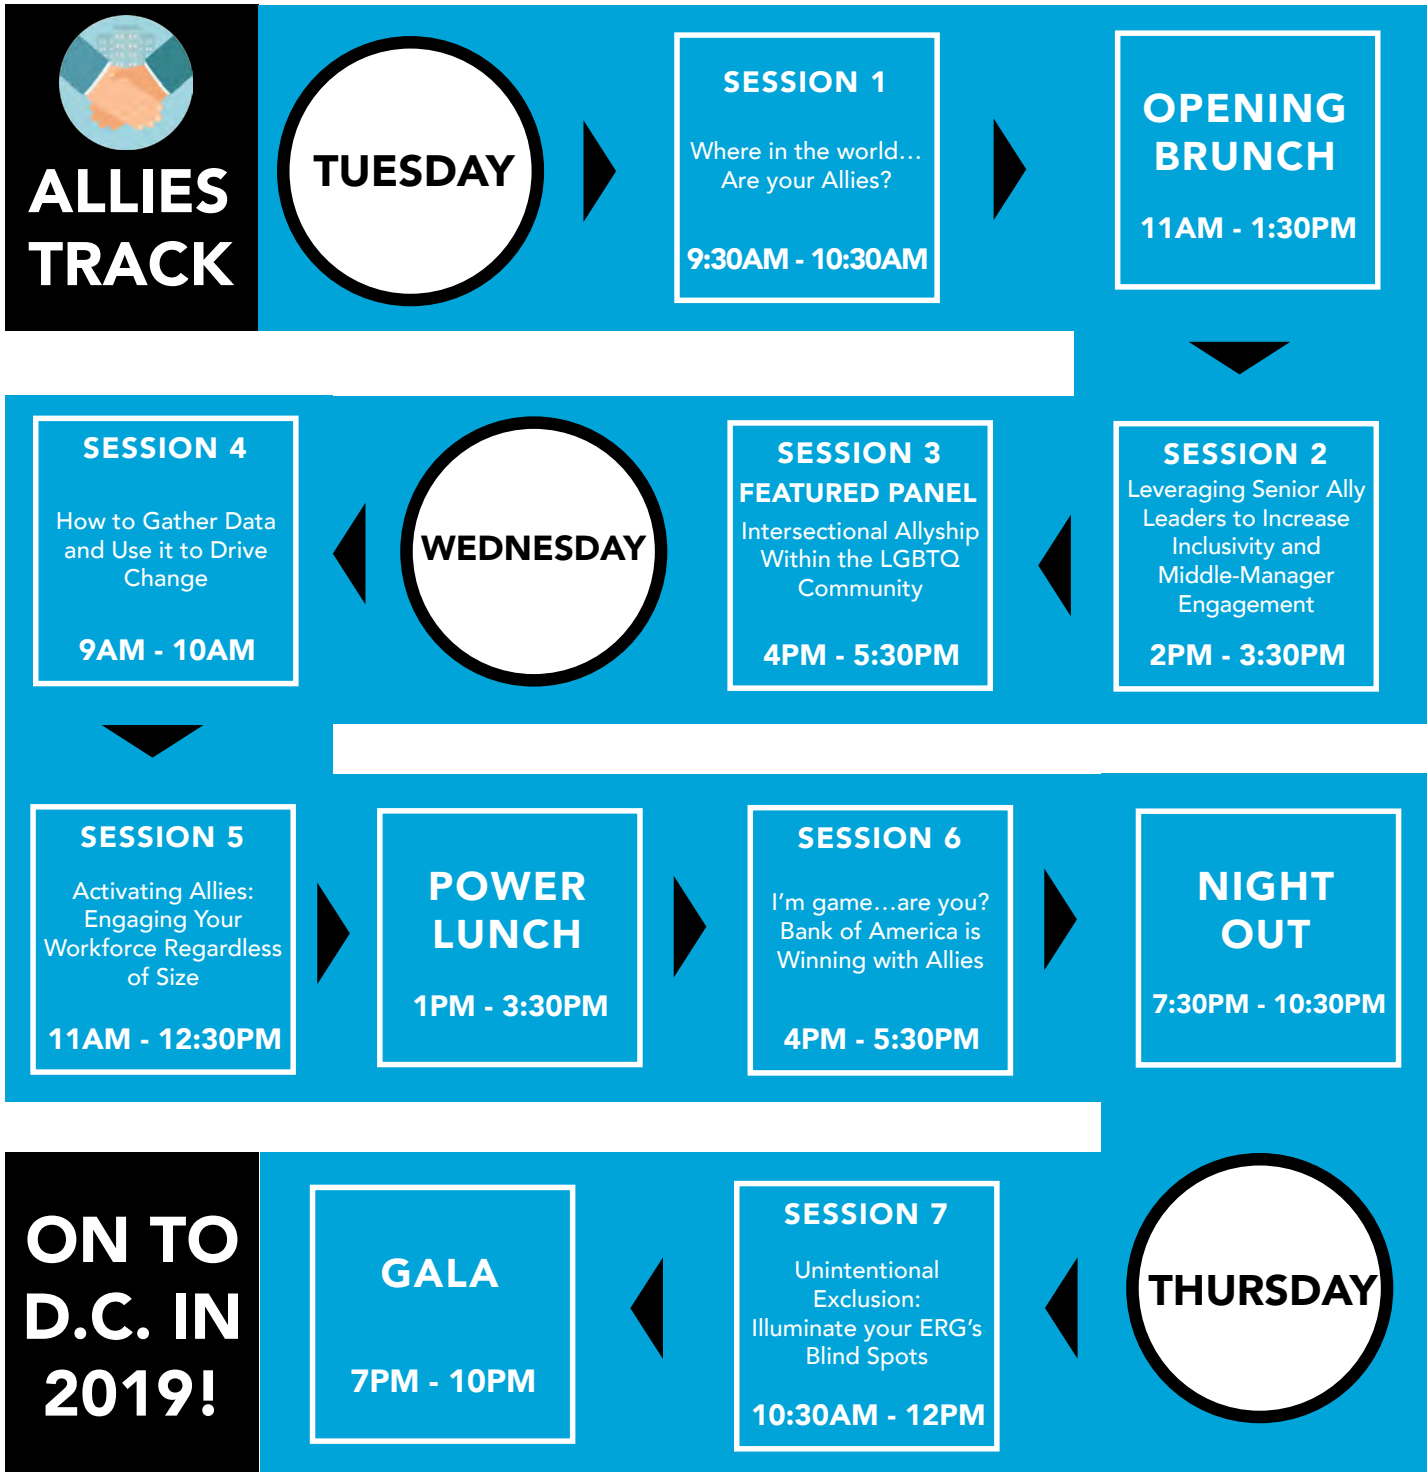 ALLIES
TRACK
TUESDAY
SESSION 1
Where in the world…
Are your Allies?
9:30AM - 10:30AM
OPENING
BRUNCH
11AM - 1:30PM
SESSION 2
Leveraging Senior Ally
Leaders to Increase
Inclusivity and
Middle-Manager
Engagement
2PM - 3:30PM
SESSION 3
FEATURED PANEL
Intersectional Allyship
Within the LGBTQ
Community
4PM - 5:30PM
WEDNESDAY
SESSION 4
How to Gather Data
and Use it to Drive
Change
9AM - 10AM
SESSION 5
Activating Allies:
Engaging Your
Workforce Regardless
of Size
11AM - 12:30PM
POWER
LUNCH
1PM - 3:30PM
SESSION 6
I’m game…are you?
Bank of America is
Winning with Allies
4PM - 5:30PM
NIGHT
OUT
7:30PM - 10:30PM
THURSDAY
SESSION 7
Unintentional
Exclusion:
Illuminate your ERG’s
Blind Spots
10:30AM - 12PM
GALA
7PM - 10PM
ON TO
D.C. IN
2019!